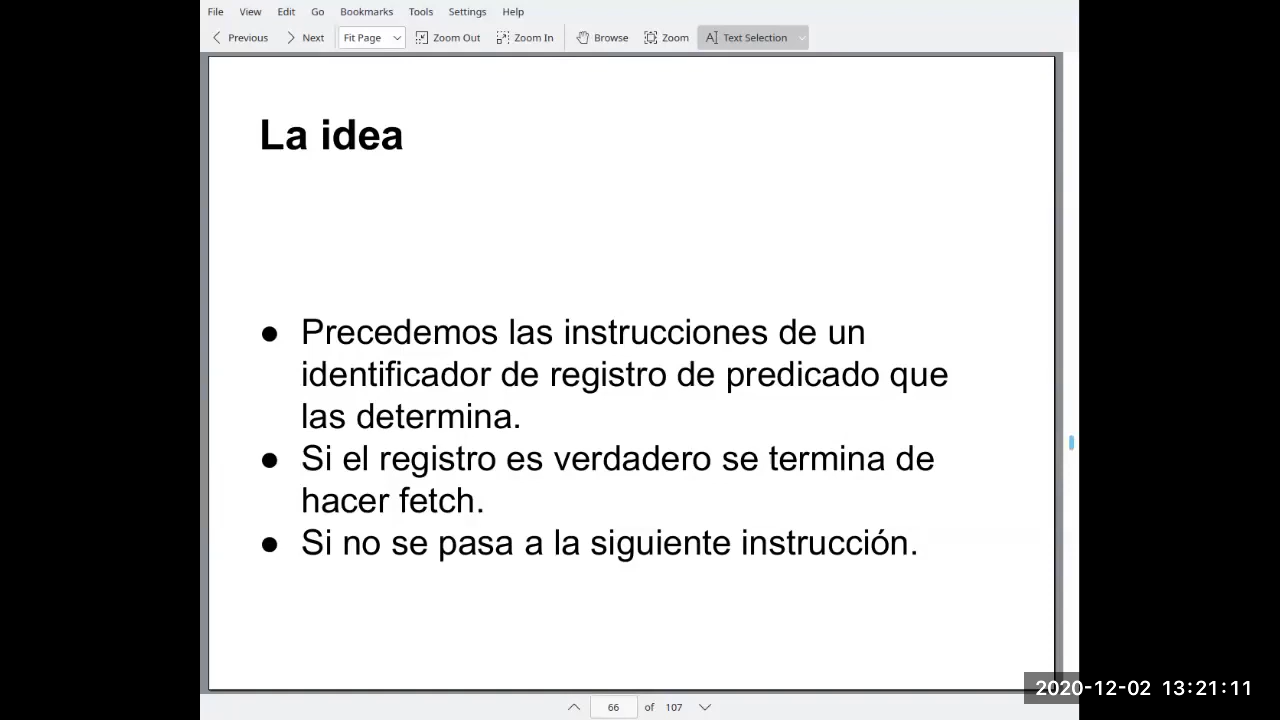 File View Edit Go Bookmarks Tools Settings Help
Previous Next Fit Page Zoom Out Zoom In Browse Zoom Text Selection
La idea
● Precedemos las instrucciones de un
identificador de registro de predicado que
las determina.
● Si el registro es verdadero se termina de
hacer fetch.
● Si no se pasa a la siguiente instrucción.
2020-12-02 13:21:11
66 of 107